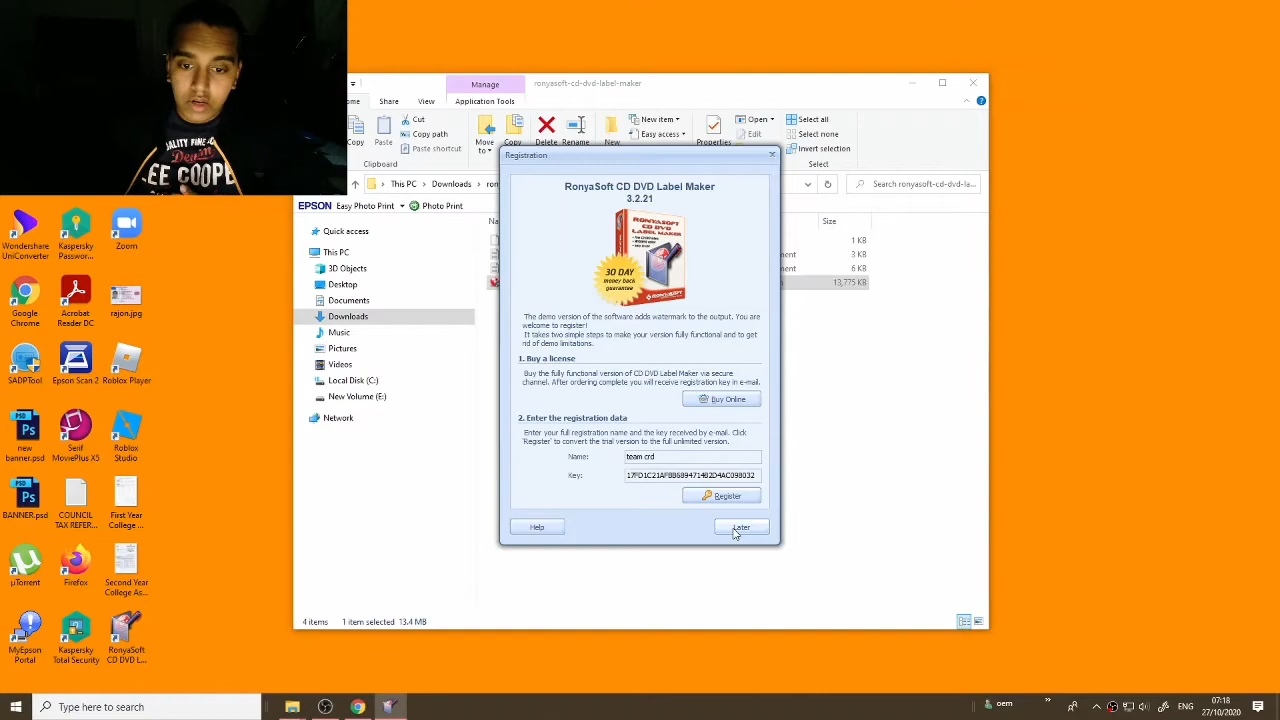 Manage
ronyasoft-cd-dvd-label-maker
Share
View
Application Tools
Cut
Copy path
Paste shortcut
Copy
Paste
Clipboard
Move
to
Copy
Delete
Rename
New
New item
Easy access
Properties
Open
Edit
Select all
Select none
Invert selection
Select
This PC
Downloads
Search ronyasoft-cd-dvd-la...
EPSON
Easy Photo Print
Photo Print
Quick access
This PC
3D Objects
Desktop
Documents
Downloads
Music
Pictures
Videos
Local Disk (C:)
New Volume (E:)
Network
Size
1 KB
3 KB
6 KB
13,775 KB
4 items
1 item selected
13.4 MB
Registration
RonyaSoft CD DVD Label Maker
3.2.21
RONYASOFT
CD DVD
LABEL MAKER
30 DAY
money back
guarantee
The demo version of the software adds watermark to the output. You are
welcome to register!
It takes two simple steps to make your version fully functional and to get
rid of demo limitations.
1. Buy a license
Buy the fully functional version of CD DVD Label Maker via secure
channel. After ordering complete you will receive registration key in e-mail.
Buy Online
2. Enter the registration data
Enter your full registration name and the key received by e-mail. Click
'Register' to convert the trial version to the full unlimited version.
Name:
team crd
Key:
Register
Help
Later
ALITY FINE
Denim
EE COOPE
Wondershare
UniConverter
Kaspersky
Passwor...
Zoom
Google
Chrome
Acrobat
Reader DC
rajon.jpg
SADPTool
Epson Scan 2
Roblox Player
new
banner.psd
Serif
MoviePlus X5
Roblox
Studio
BANNER.psd
COUNCIL
TAX REFER...
First Year
College ...
µTorrent
Firefox
Second Year
College As...
MyEpson
Portal
Kaspersky
Total Security
RonyaSoft
CD DVD L...
Type here to search
oem
ENG
07:18
27/10/2020